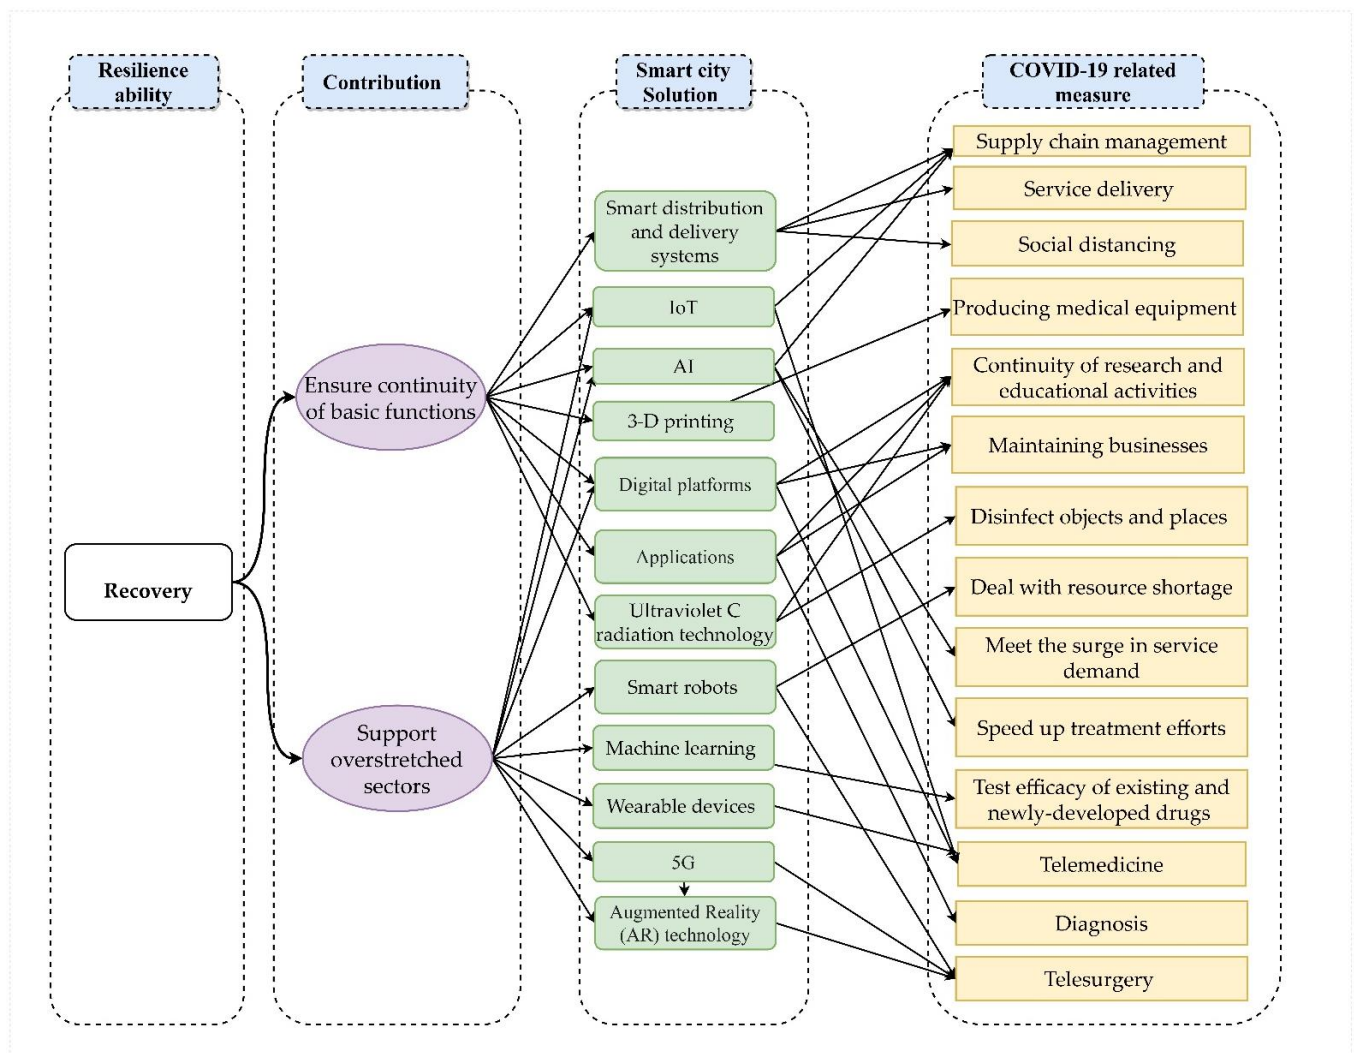 Resilience
ability
Contribution
Smart city
Solution
COVID-19 related
measure
Recovery
Ensure continuity
of basic functions
Support
overstretched
sectors
Smart distribution
and delivery
systems
IoT
AI
3-D printing
Digital platforms
Applications
Ultraviolet C
radiation technology
Smart robots
Machine learning
Wearable devices
5G
Augmented Reality
(AR) technology
Supply chain management
Service delivery
Social distancing
Producing medical equipment
Continuity of research and
educational activities
Maintaining businesses
Disinfect objects and places
Deal with resource shortage
Meet the surge in service
demand
Speed up treatment efforts
Test efficacy of existing and
newly-developed drugs
Telemedicine
Diagnosis
Telesurgery